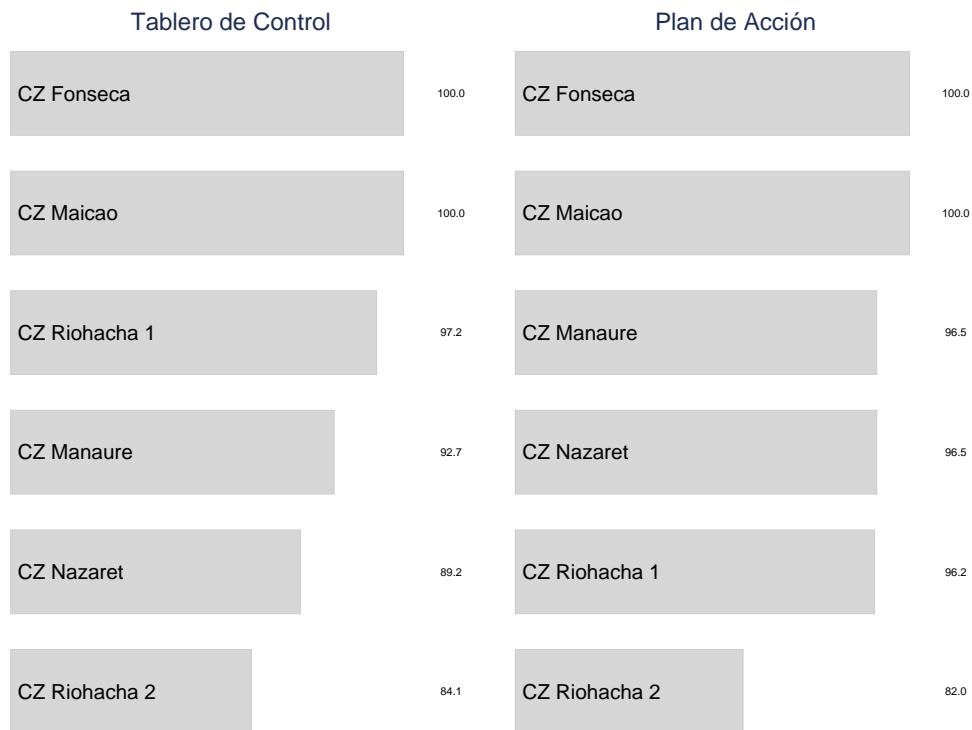 Tablero de Control
CZ Fonseca 100.0
CZ Maicao 100.0
CZ Riohacha 1 97.2
CZ Manaure 92.7
CZ Nazaret 89.2
CZ Riohacha 2 84.1
Plan de Acción
CZ Fonseca 100.0
CZ Maicao 100.0
CZ Manaure 96.5
CZ Nazaret 96.5
CZ Riohacha 1 96.2
CZ Riohacha 2 82.0